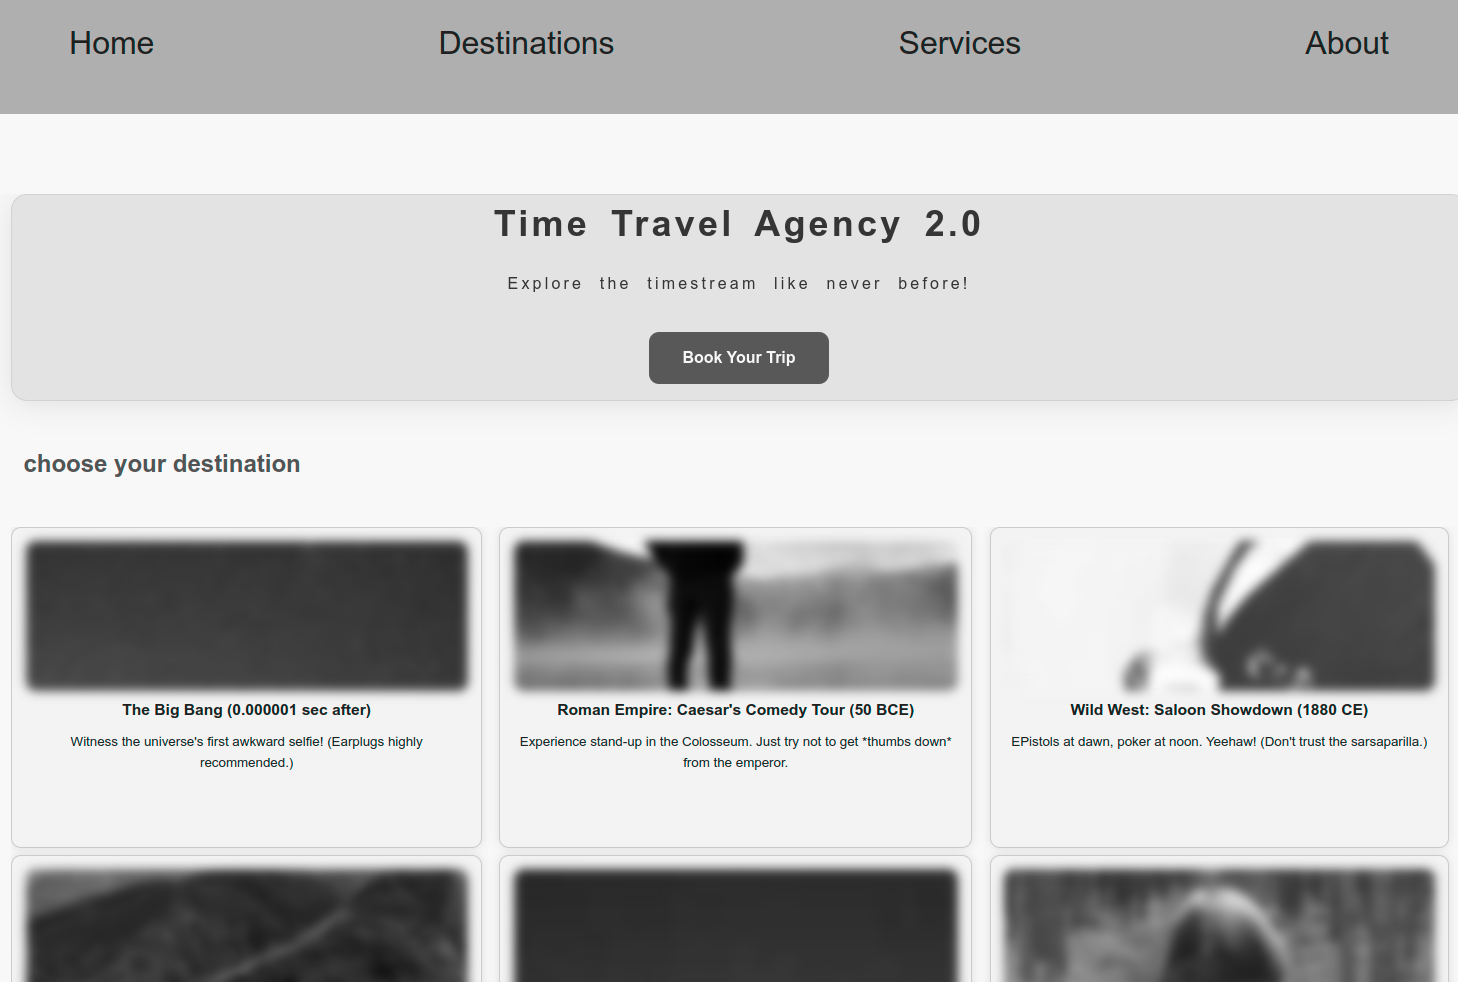 Home
Destinations
Services
About
Time Travel Agency 2.0
Explore the timestream like never before!
Book Your Trip
choose your destination
The Big Bang (0.000001 sec after)
Witness the universe's first awkward selfie! (Earplugs highly
recommended.)
Roman Empire: Caesar's Comedy Tour (50 BCE)
Experience stand-up in the Colosseum. Just try not to get *thumbs down*
from the emperor.
Wild West: Saloon Showdown (1880 CE)
EPistols at dawn, poker at noon. Yeehaw! (Don't trust the sarsaparilla.)